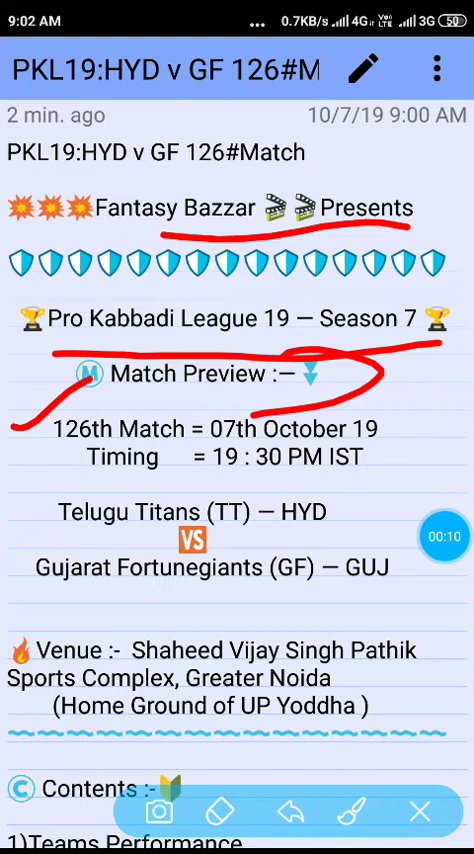 9:02 AM ... 0.7KB/s 4G VoLTE 3G 50
PKL19:HYD v GF 126#M
2 min. ago 10/7/19 9:00 AM
PKL19:HYD v GF 126#Match
💥💥💥Fantasy Bazzar 🎬 🎬Presents
🛡🛡🛡🛡🛡🛡🛡🛡🛡🛡🛡🛡🛡🛡🛡
🏆Pro Kabbadi League 19 — Season 7 🏆
Ⓜ Match Preview :—
126th Match = 07th October 19
Timing = 19 : 30 PM IST
Telugu Titans (TT) — HYD
🆚
00:10
Gujarat Fortunegiants (GF) — GUJ
🔥Venue :- Shaheed Vijay Singh Pathik
Sports Complex, Greater Noida
(Home Ground of UP Yoddha )
〰〰〰〰〰〰〰〰〰〰〰〰〰〰〰
Ⓒ Contents :-🔰
1)Teams Performance